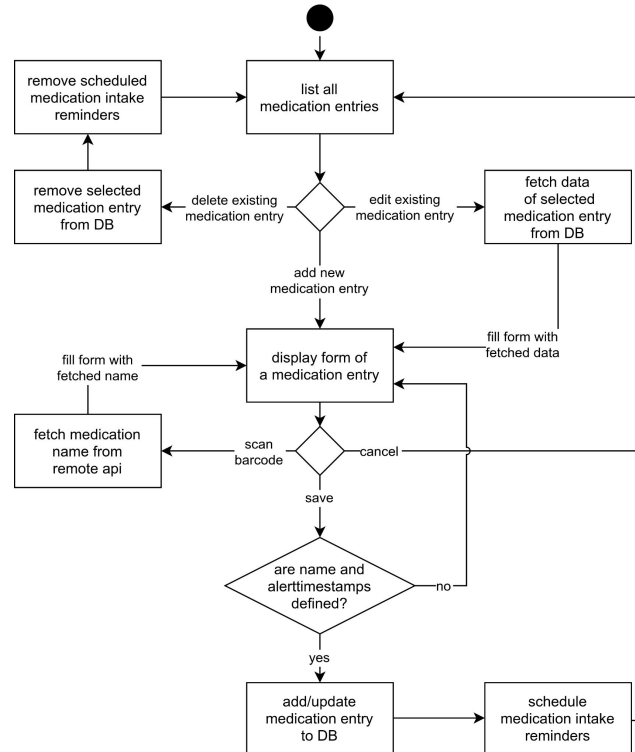 remove scheduled
medication intake
reminders
list all
medication entries
remove selected
medication entry
from DB
delete existing
medication entry
edit existing
medication entry
fetch data
of selected
medication entry
from DB
add new
medication entry
fill form with
fetched name
display form of
a medication entry
fill form with
fetched data
fetch medication
name from
remote api
scan
barcode
cancel
save
are name and
alerttimestamps
defined?
no
yes
add/update
medication entry
to DB
schedule
medication intake
reminders